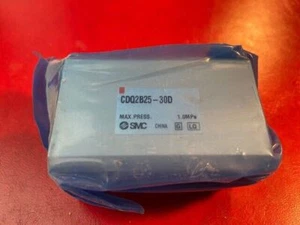 CDQ2B25-30D
MAX.PRESS. 1.0MPa
SMC CHINA